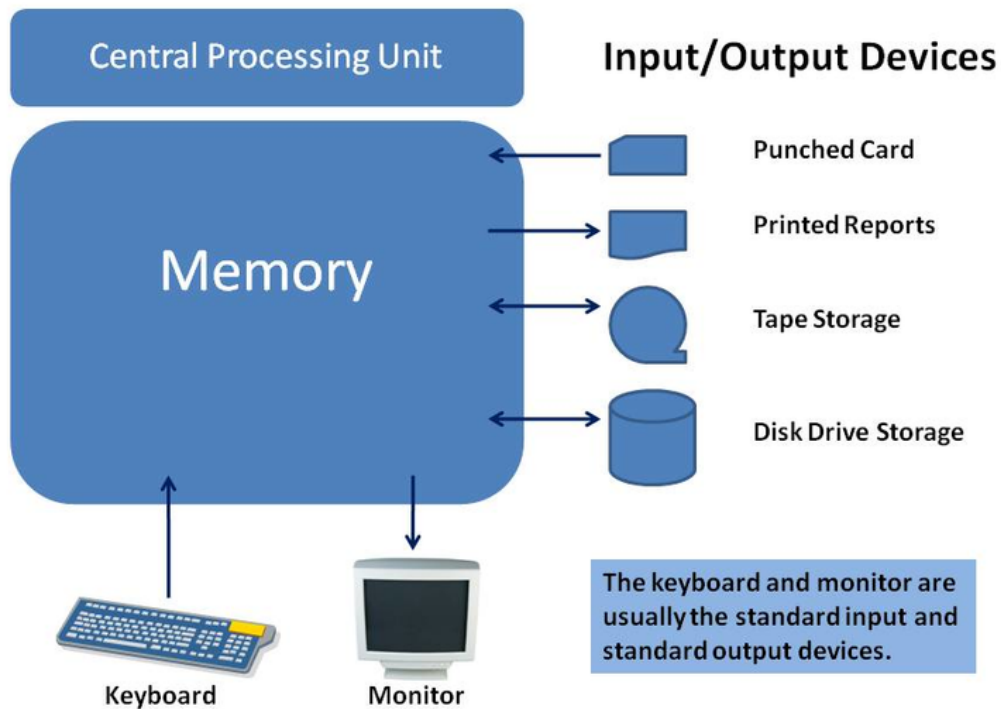 Central Processing Unit
Input/Output Devices
Memory
Punched Card
Printed Reports
Tape Storage
Disk Drive Storage
The keyboard and monitor are
usually the standard input and
standard output devices.
Keyboard
Monitor